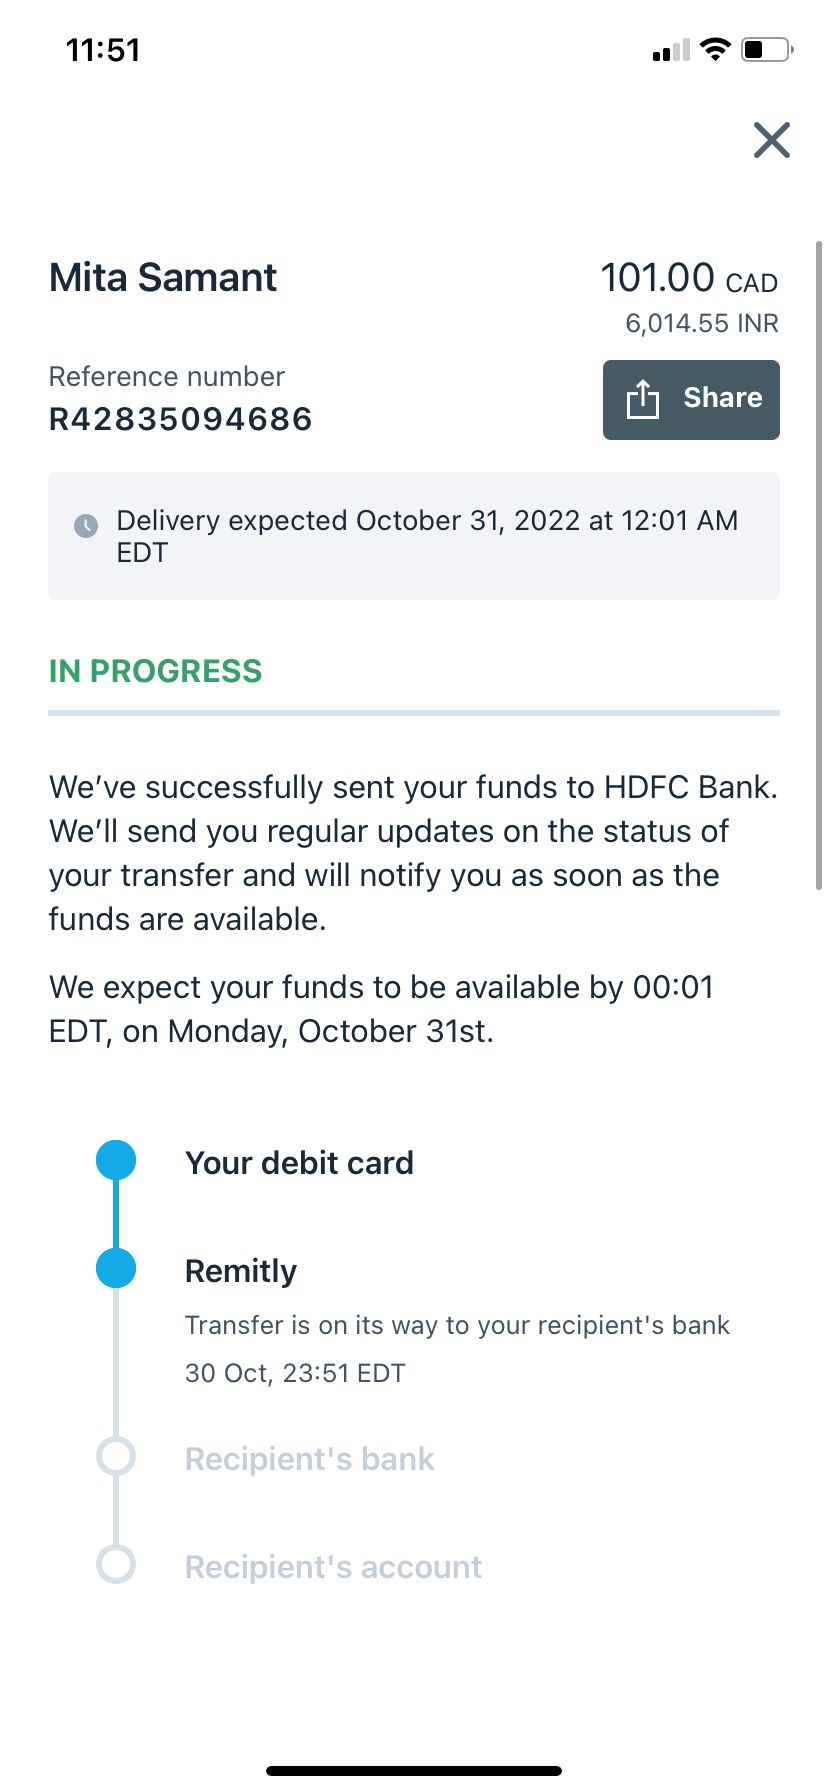 11:51
Mita Samant
101.00 CAD
6,014.55 INR
Reference number
R42835094686
Share
Delivery expected October 31, 2022 at 12:01 AM
EDT
IN PROGRESS
We’ve successfully sent your funds to HDFC Bank.
We’ll send you regular updates on the status of
your transfer and will notify you as soon as the
funds are available.
We expect your funds to be available by 00:01
EDT, on Monday, October 31st.
Your debit card
Remitly
Transfer is on its way to your recipient's bank
30 Oct, 23:51 EDT
Recipient's bank
Recipient's account